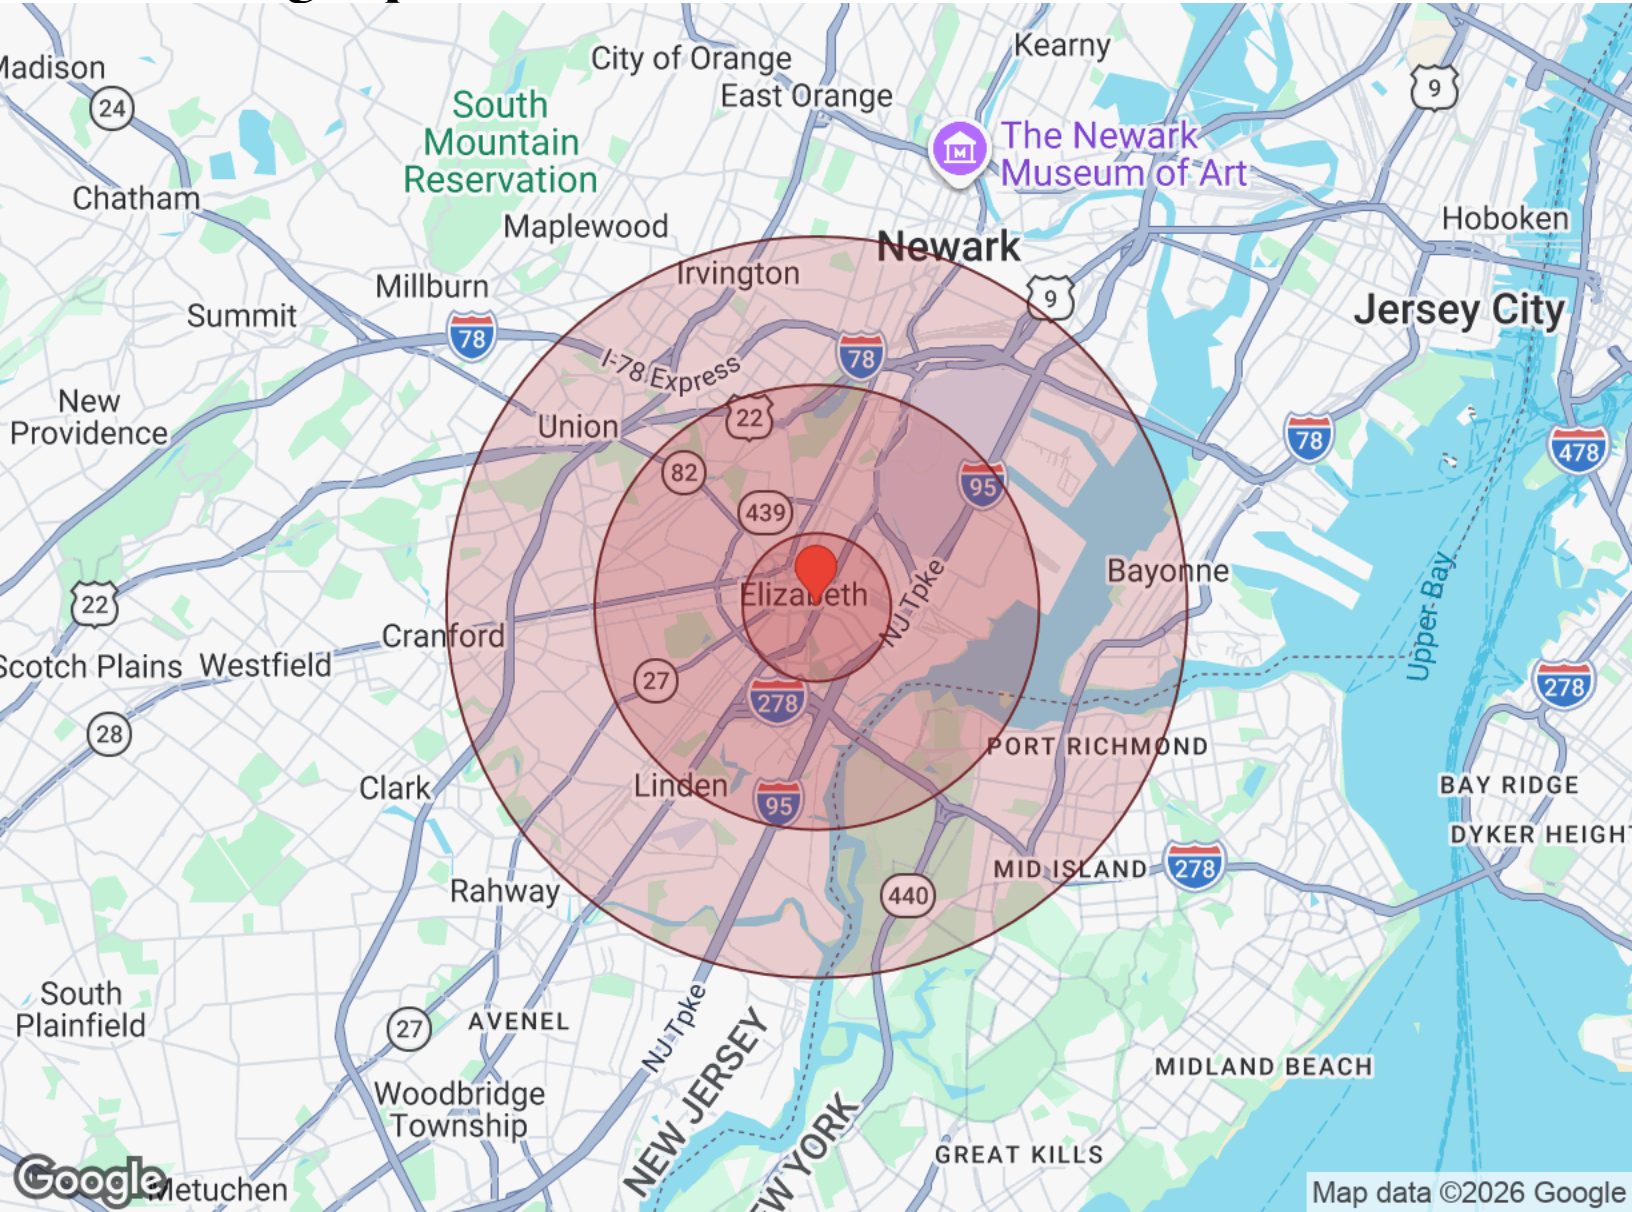 Kearny
City of Orange
Madison
9
East Orange
24
South
Mountain
Reservation
The Newark
Museum of Art
M
Chatham
Maplewood
Hoboken
Newark
Irvington
Millburn
9
Summit
Jersey City
78
78
I-78 Express
New
Providence
22
Union
78
478
82
95
439
Elizabeth
NJ Tpke
Bayonne
22
Upper Bay
Cranford
Scotch Plains
Westfield
27
278
278
28
PORT RICHMOND
Linden
Clark
95
BAY RIDGE
DYKER HEIGHT
MID ISLAND
278
Rahway
440
South
Plainfield
27
AVENEL
NJ Tpke
NEW JERSEY
MIDLAND BEACH
Woodbridge
Township
EW YORK
GREAT KILLS
Google
Metuchen
Map data ©2026 Google